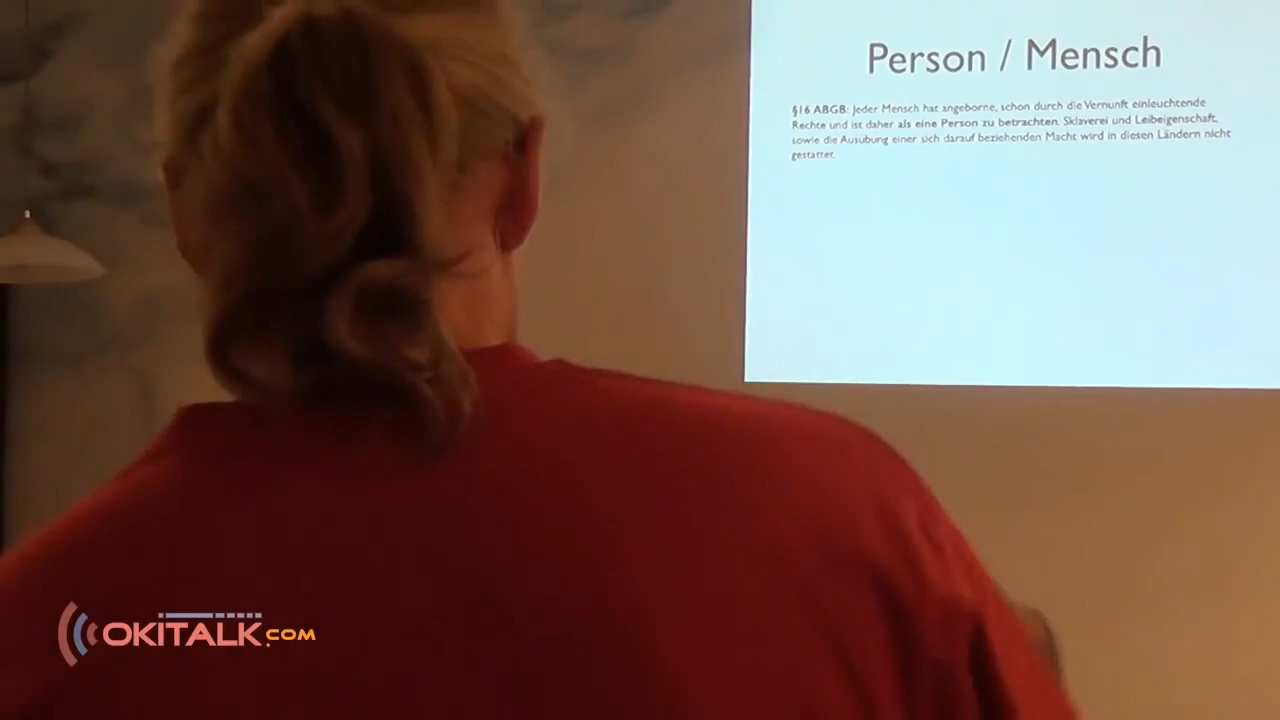 Person / Mensch
§16 ABGB: Jeder Mensch hat angeborne, schon durch die Vernunft einleuchtende
Rechte und ist daher als eine Person zu betrachten. Sklaverei und Leibeigenschaft,
sowie die Ausübung einer sich darauf beziehenden Macht wird in diesen Ländern nicht
gestattet.
OKITALK.COM